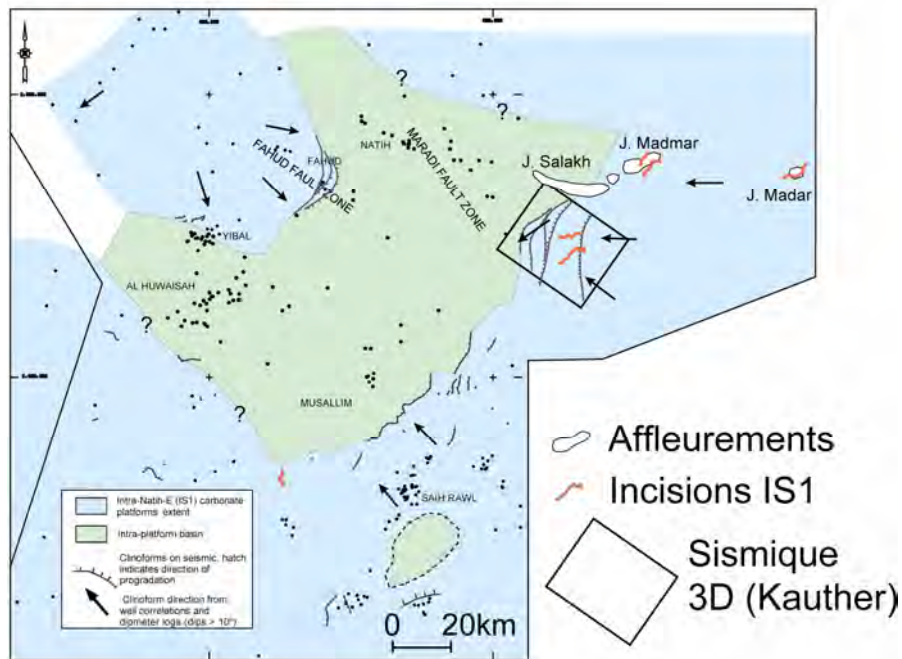 ?
?
NATIH
FAHUD
FAHUD FAULT ZONE
MARADI FAULT ZONE
J. Salakh
J. Madmar
J. Madar
YIBAL
AL HUWAISAH
?
?
MUSALLIM
SAIH RAWL
Intra-Natih-E (IS1) carbonate
platforms extent
Intra-platform basin
Clinoforms on seismic, hatch
indicates direction of
progradation
Clinoform direction from
well correlations and
dipmeter logs (dips > 10°)
0 20km
Affleurements
Incisions IS1
Sismique
3D (Kauther)